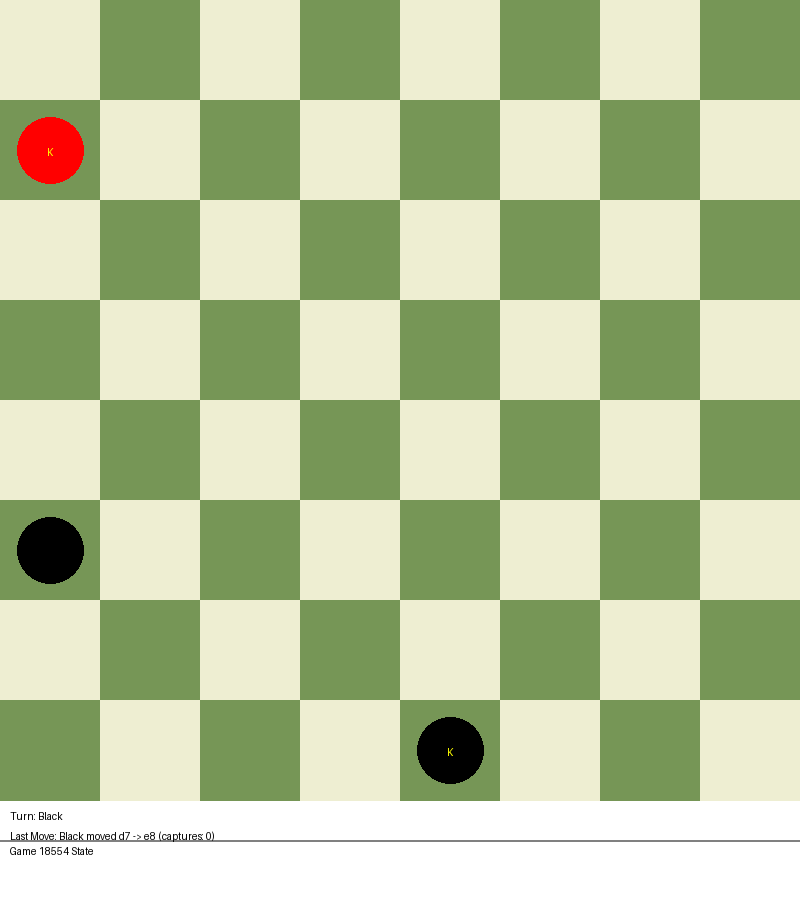 K
K
Turn: Black
Last Move: Black moved d7 -> e8 (captures: 0)
Game 18554 State